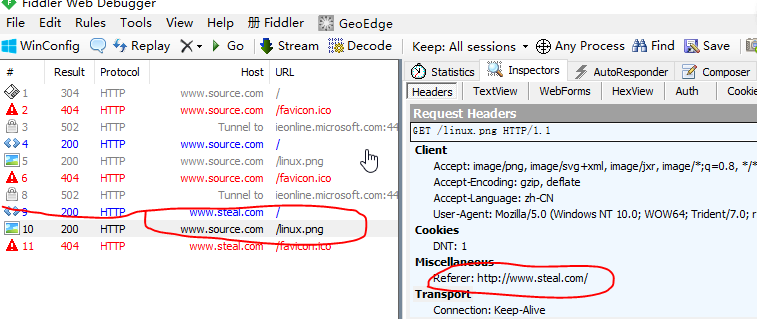 Fiddler Web Debugger
File Edit Rules Tools View Help 册 Fiddler GeoEdge
WinConfig Replay Go Stream Decode Keep: All sessions Any Process Find Save
# Result Protocol Host URL
1 304 HTTP www.source.com /
2 404 HTTP www.source.com /favicon.ico
3 502 HTTP Tunnel to ieonline.microsoft.com:44
4 200 HTTP www.source.com /
5 200 HTTP www.source.com /linux.png
6 404 HTTP www.source.com /favicon.ico
8 502 HTTP Tunnel to ieonline.microsoft.com:44
9 200 HTTP www.steal.com /
10 200 HTTP www.source.com /linux.png
11 404 HTTP www.steal.com /favicon.ico
Statistics Inspectors AutoResponder Composer
Headers TextView WebForms HexView Auth Cookie
Request Headers
GET /linux.png HTTP/1.1
Client
Accept: image/png, image/svg+xml, image/jxr, image/*;q=0.8, */*
Accept-Encoding: gzip, deflate
Accept-Language: zh-CN
User-Agent: Mozilla/5.0 (Windows NT 10.0; WOW64; Trident/7.0; r
Cookies
DNT: 1
Miscellaneous
Referer: http://www.steal.com/
Transport
Connection: Keep-Alive